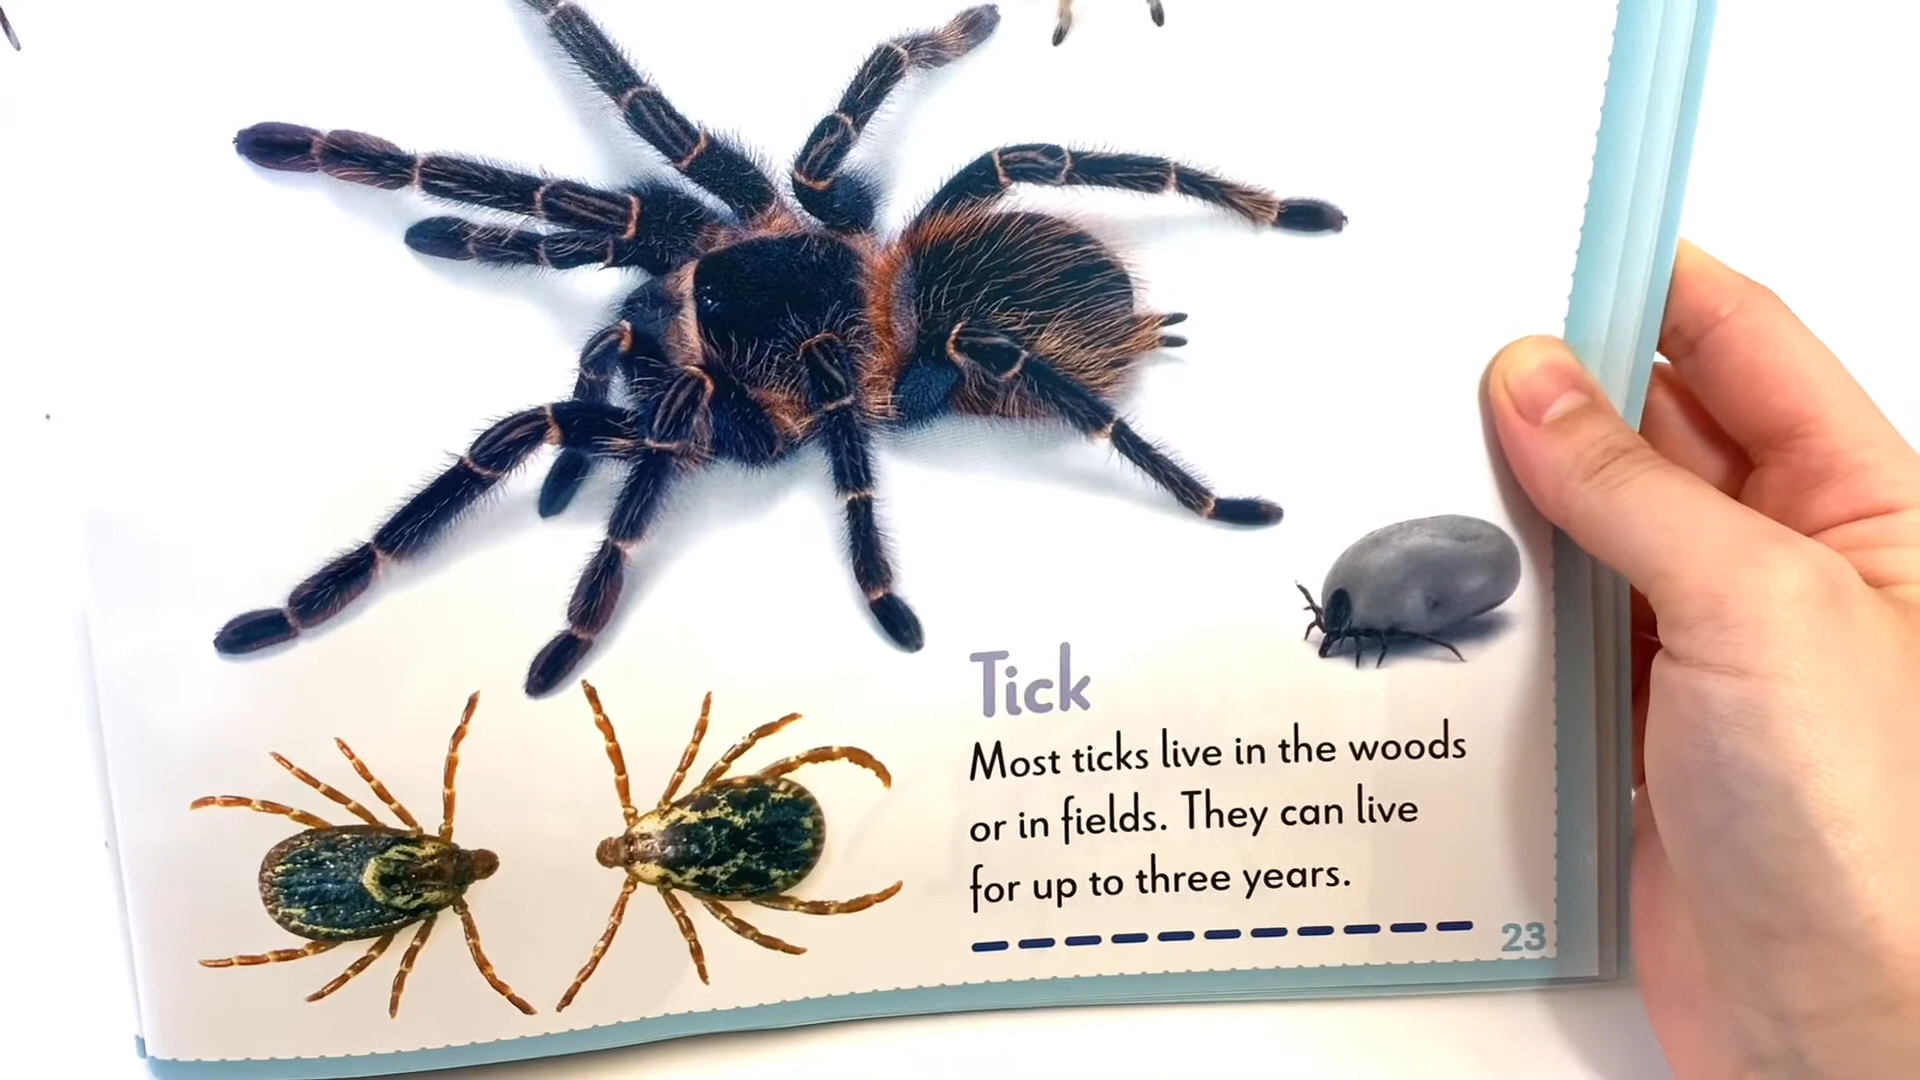 Tick
Most ticks live in the woods
or in fields. They can live
for up to three years.
23